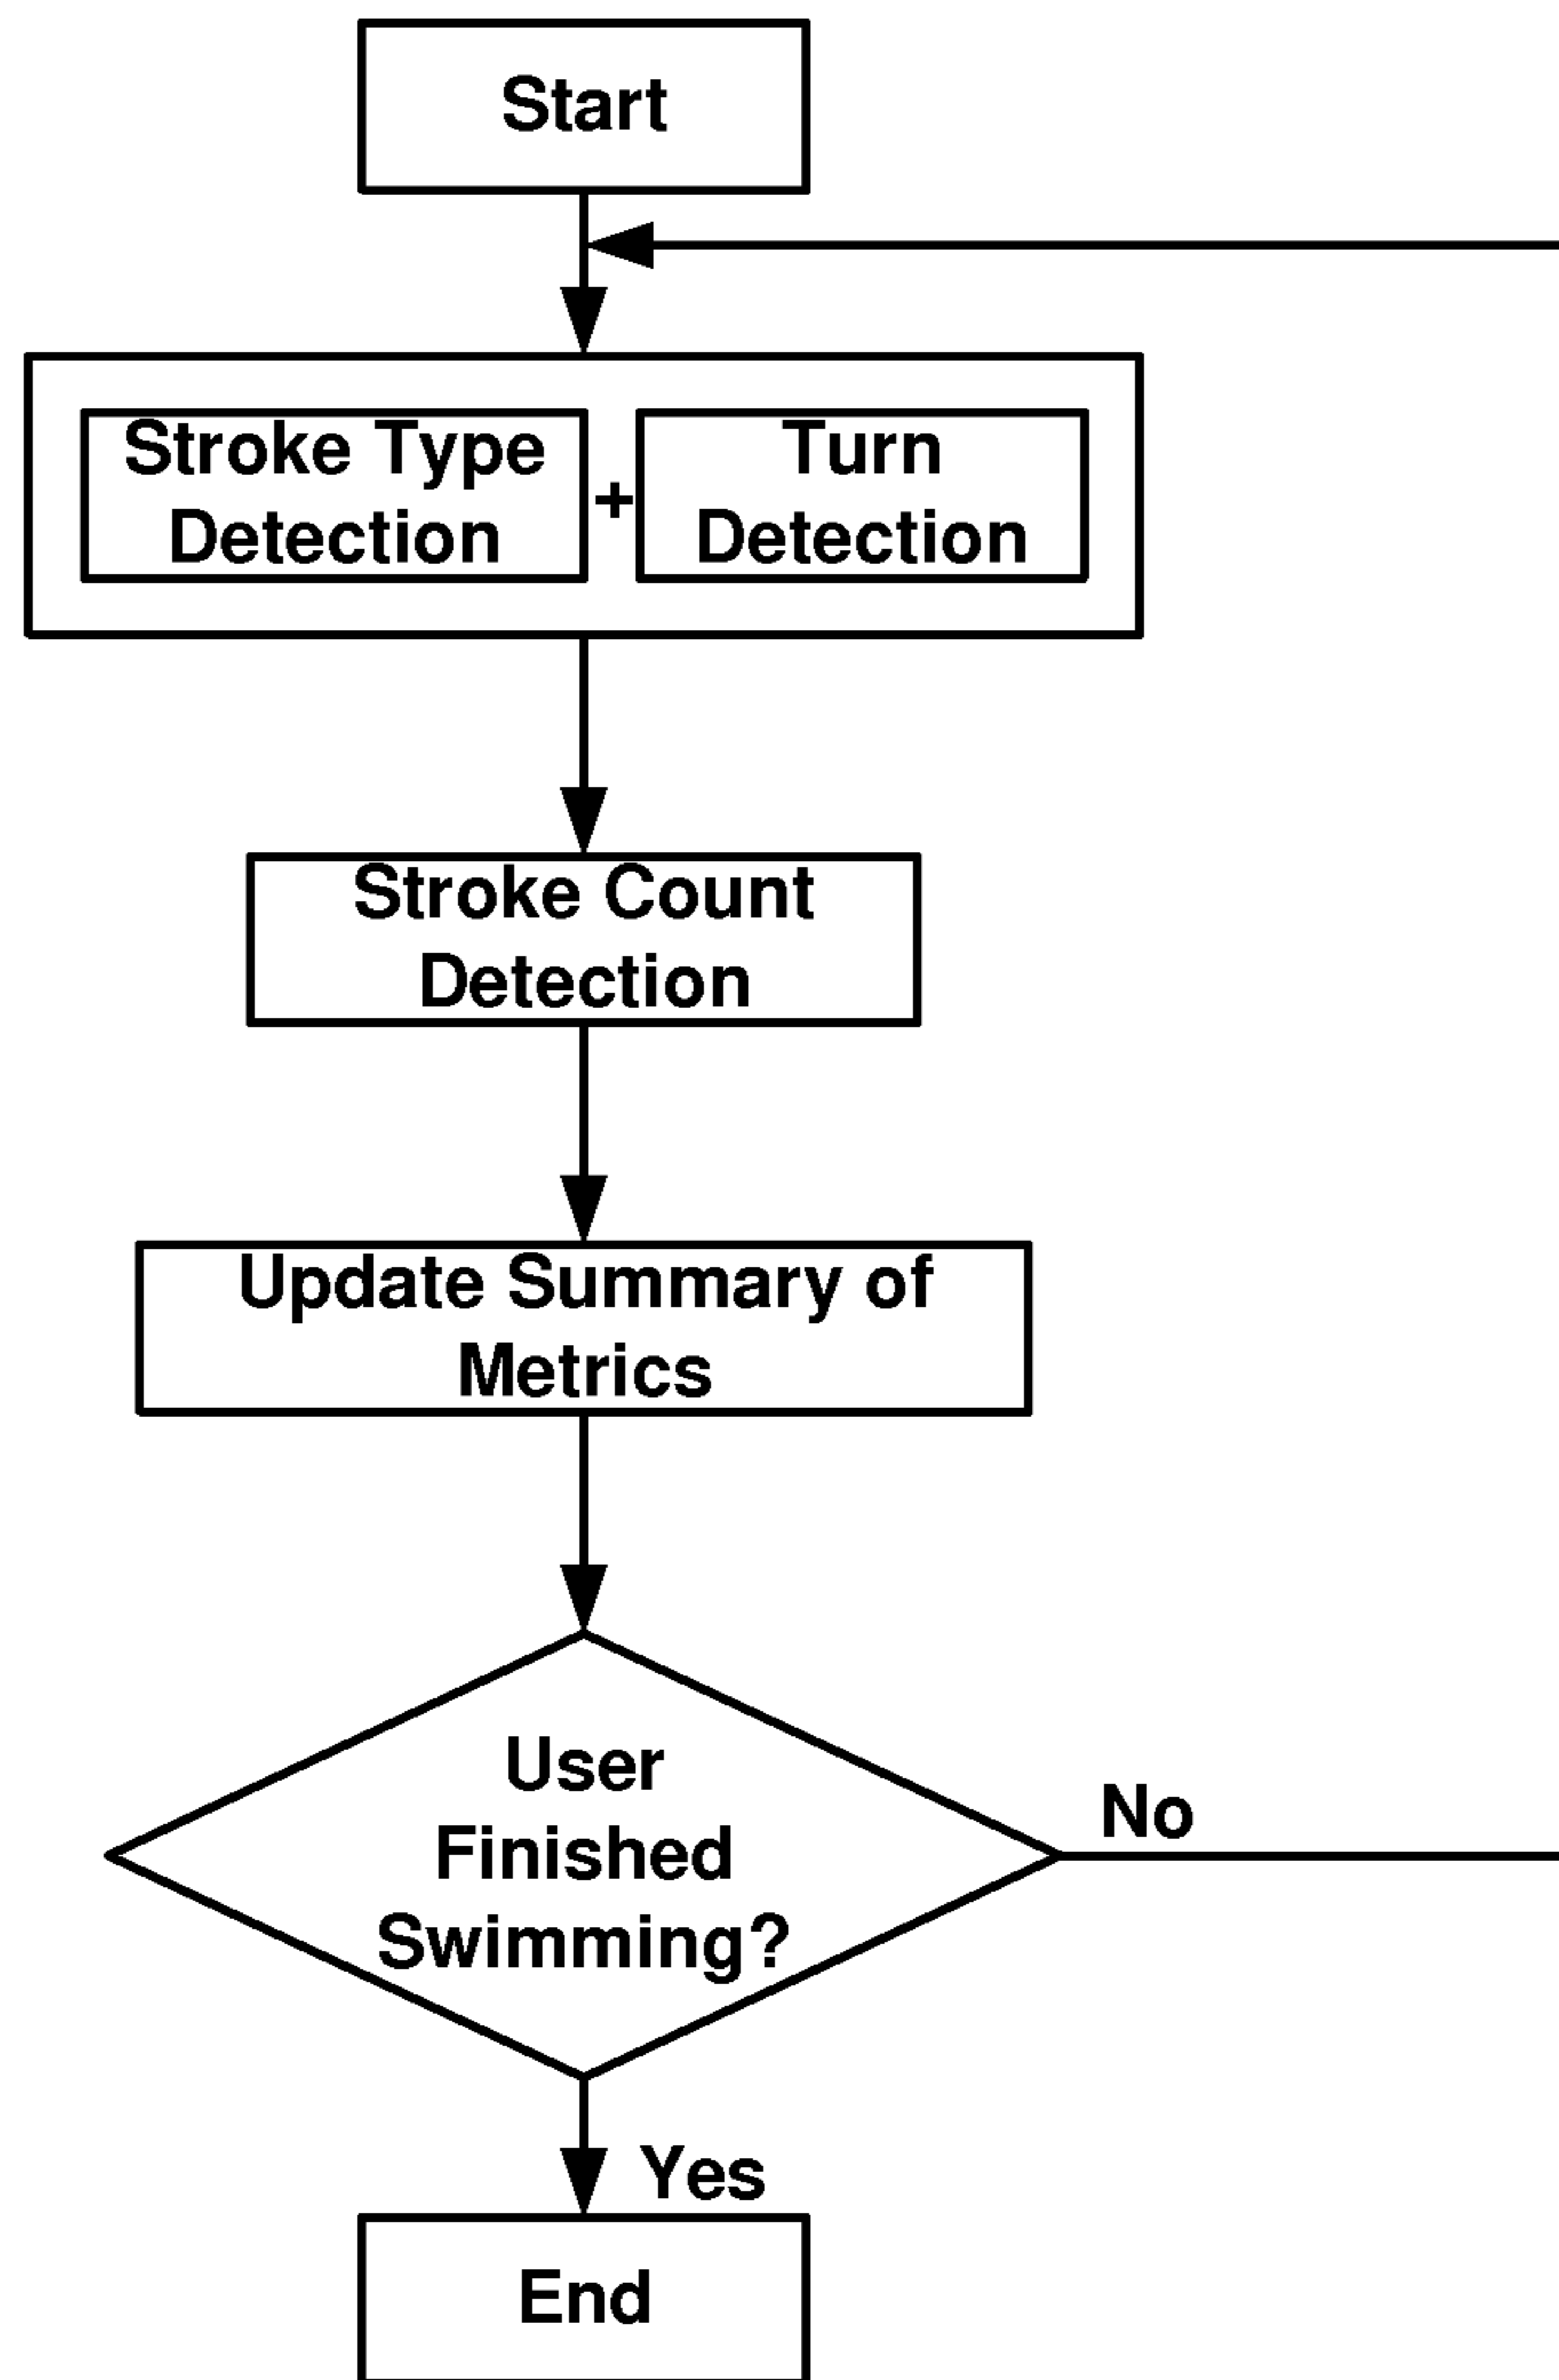 Start
Stroke Type
Detection
+
Turn
Detection
Stroke Count
Detection
Update Summary of
Metrics
User
Finished
Swimming?
No
Yes
End